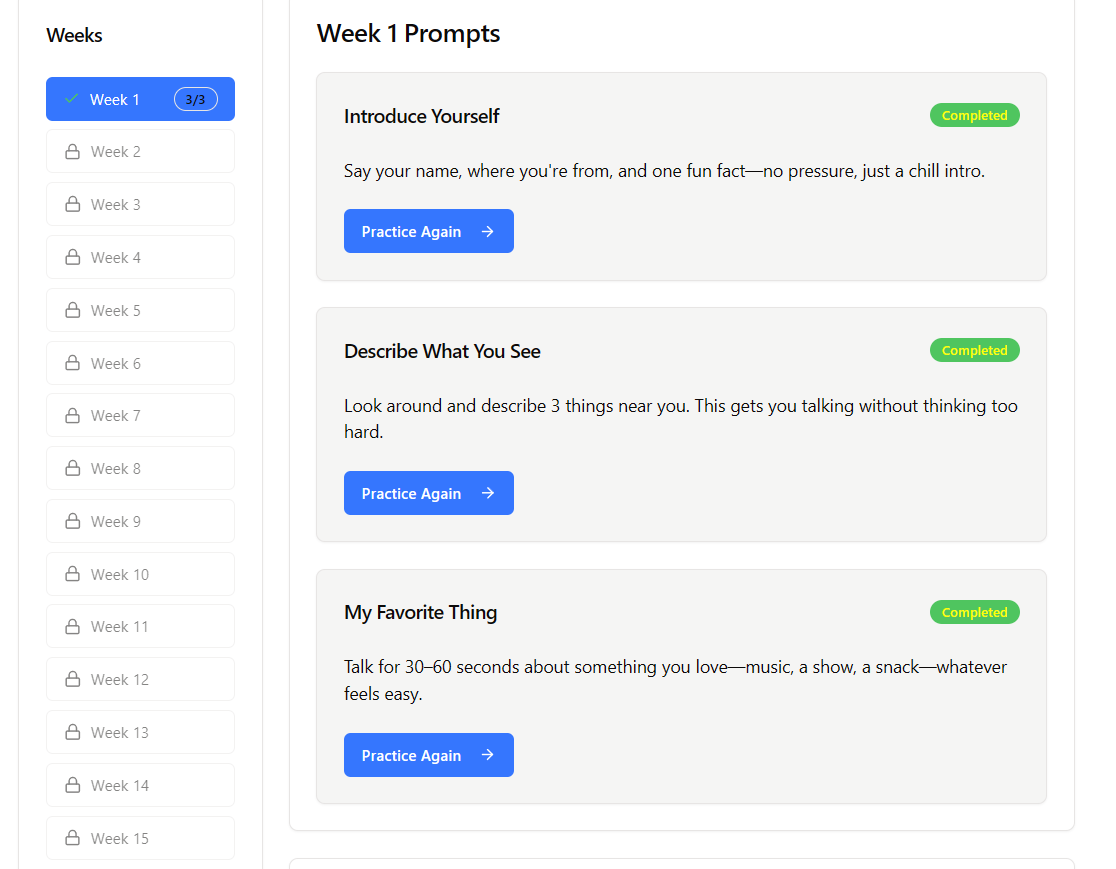 Weeks
Week 1
3/3
Week 2
Week 3
Week 4
Week 5
Week 6
Week 7
Week 8
Week 9
Week 10
Week 11
Week 12
Week 13
Week 14
Week 15
Week 1 Prompts
Introduce Yourself
Completed
Say your name, where you're from, and one fun fact—no pressure, just a chill intro.
Practice Again
Describe What You See
Completed
Look around and describe 3 things near you. This gets you talking without thinking too
hard.
Practice Again
My Favorite Thing
Completed
Talk for 30–60 seconds about something you love—music, a show, a snack—whatever
feels easy.
Practice Again